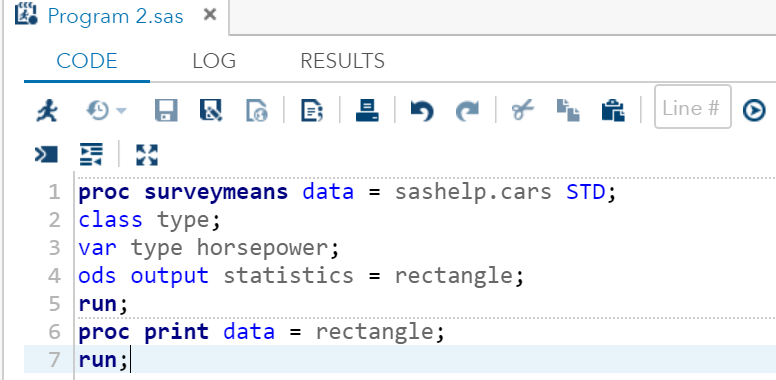 Program 2.sas ×
CODE LOG RESULTS
Line #
1 proc surveymeans data = sashelp.cars STD;
2 class type;
3 var type horsepower;
4 ods output statistics = rectangle;
5 run;
6 proc print data = rectangle;
7 run;